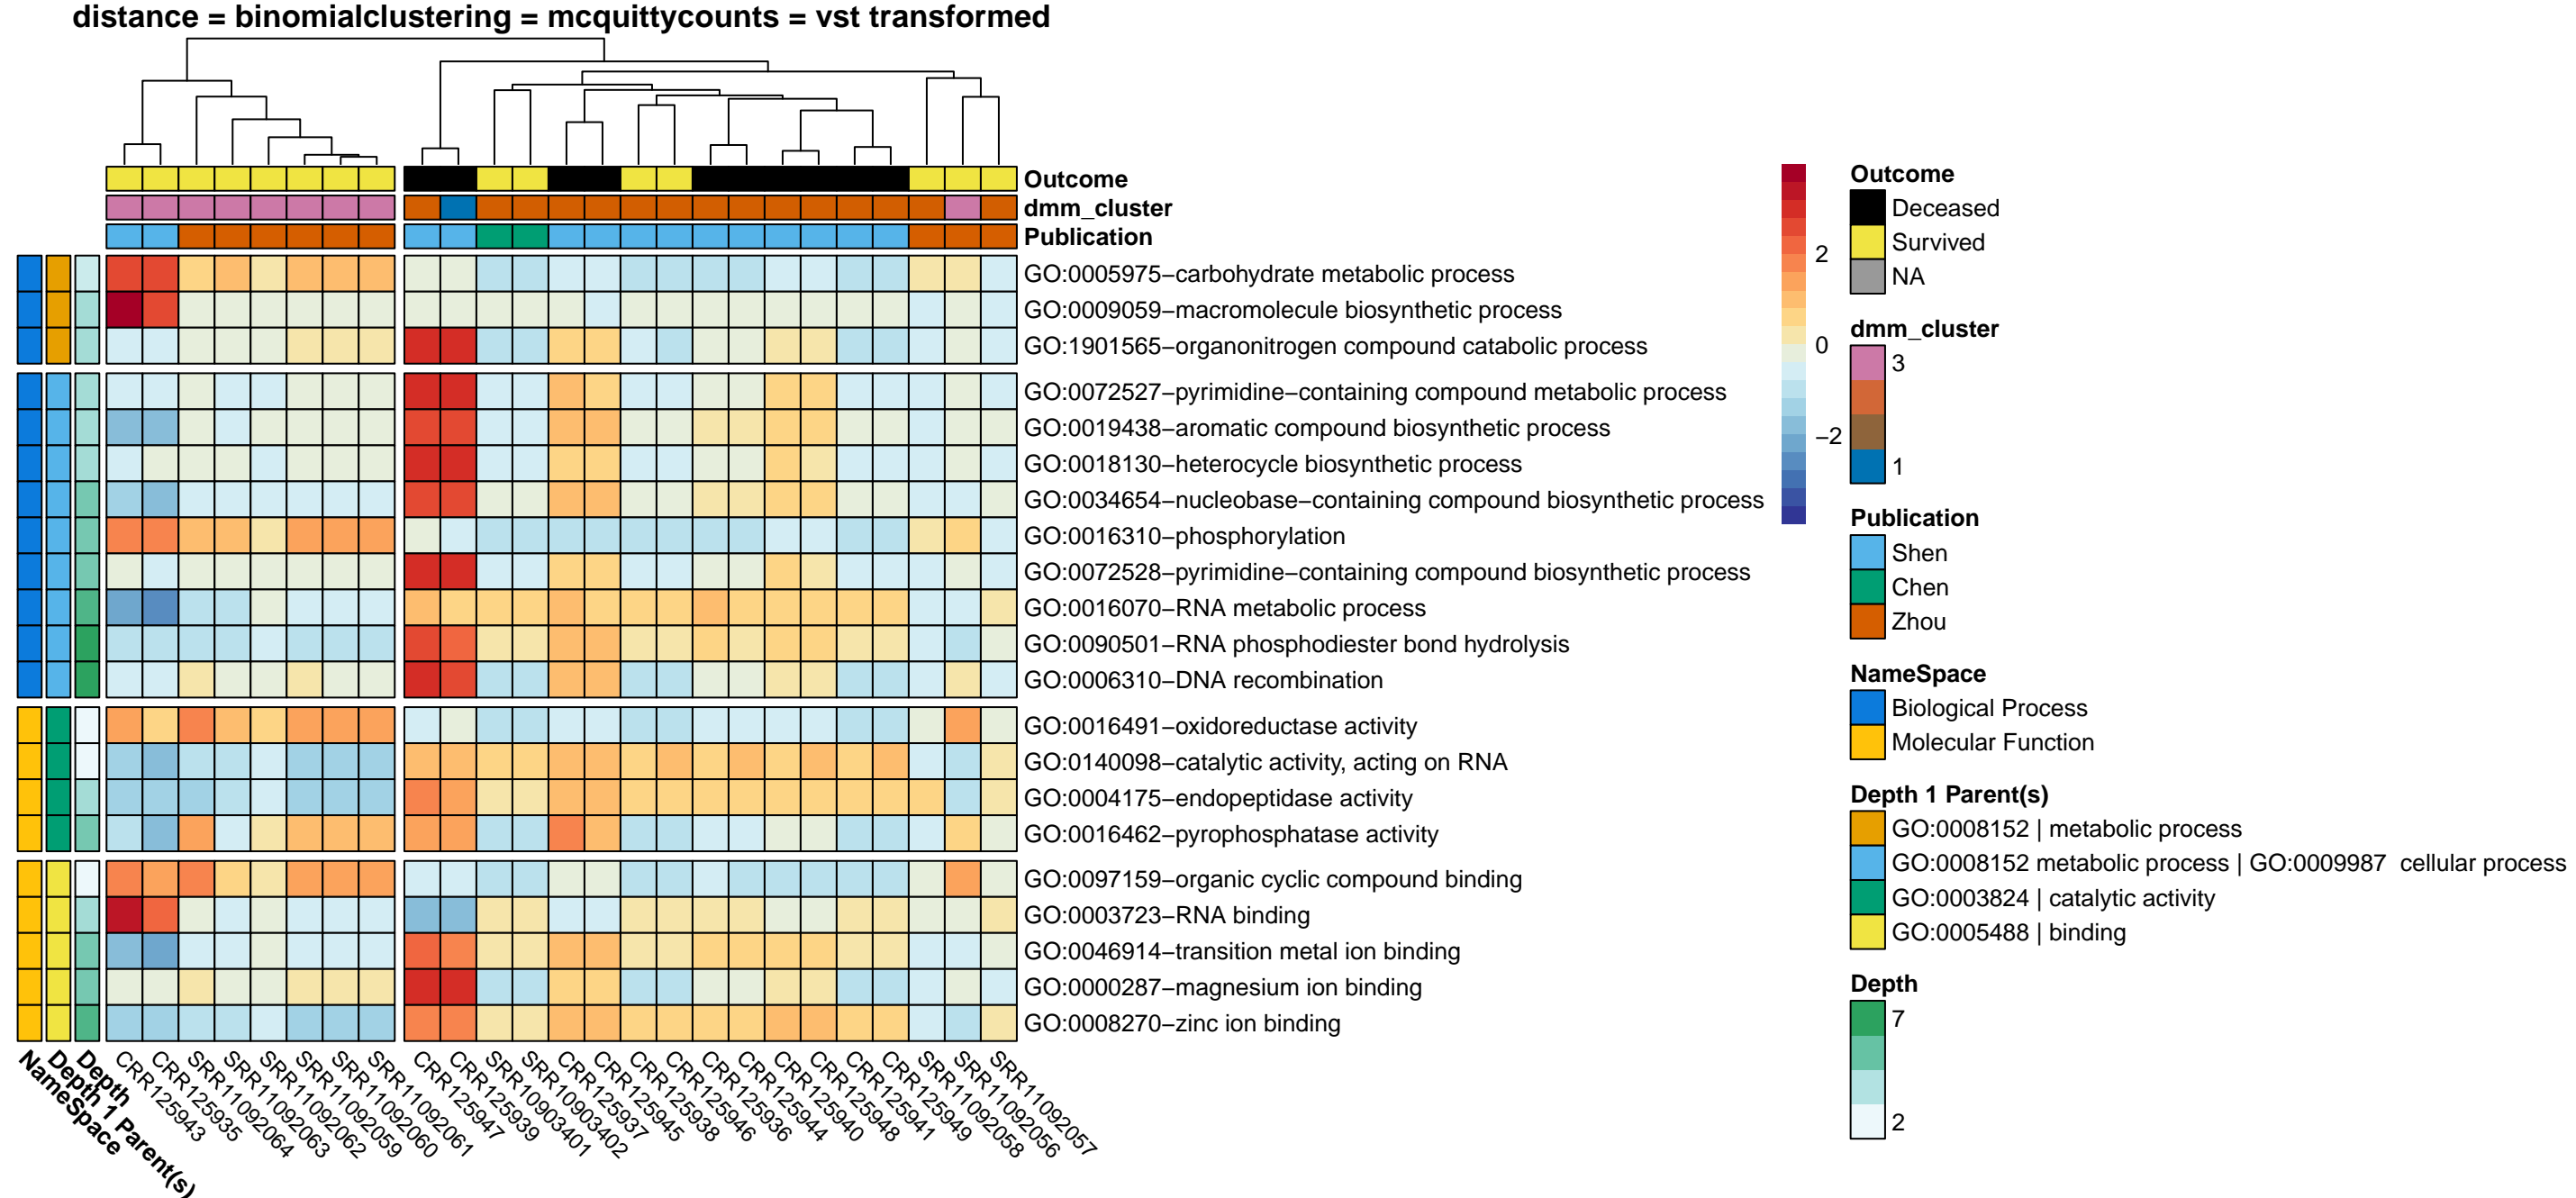 distance = binomialclustering = mcquittycounts = vst transformed
Outcome
dmm_cluster
Publication
GO:0005975−carbohydrate metabolic process
GO:0009059−macromolecule biosynthetic process
GO:1901565−organonitrogen compound catabolic process
GO:0072527−pyrimidine−containing compound metabolic process
GO:0019438−aromatic compound biosynthetic process
GO:0018130−heterocycle biosynthetic process
GO:0034654−nucleobase−containing compound biosynthetic process
GO:0016310−phosphorylation
GO:0072528−pyrimidine−containing compound biosynthetic process
GO:0016070−RNA metabolic process
GO:0090501−RNA phosphodiester bond hydrolysis
GO:0006310−DNA recombination
GO:0016491−oxidoreductase activity
GO:0140098−catalytic activity, acting on RNA
GO:0004175−endopeptidase activity
GO:0016462−pyrophosphatase activity
GO:0097159−organic cyclic compound binding
GO:0003723−RNA binding
GO:0046914−transition metal ion binding
GO:0000287−magnesium ion binding
GO:0008270−zinc ion binding
NameSpace
Depth 1 Parent(s)
Depth
CRR125943
CRR125935
SRR11092064
SRR11092063
SRR11092062
SRR11092059
SRR11092060
SRR11092061
CRR125947
CRR125939
SRR10903401
SRR10903402
CRR125937
CRR125945
CRR125938
CRR125946
CRR125936
CRR125944
CRR125940
CRR125948
CRR125941
CRR125949
SRR11092058
SRR11092056
SRR11092057
2
0
−2
Outcome
Deceased
Survived
NA
dmm_cluster
3
1
Publication
Shen
Chen
Zhou
NameSpace
Biological Process
Molecular Function
Depth 1 Parent(s)
GO:0008152 | metabolic process
GO:0008152 metabolic process | GO:0009987  cellular process
GO:0003824 | catalytic activity
GO:0005488 | binding
Depth
7
2